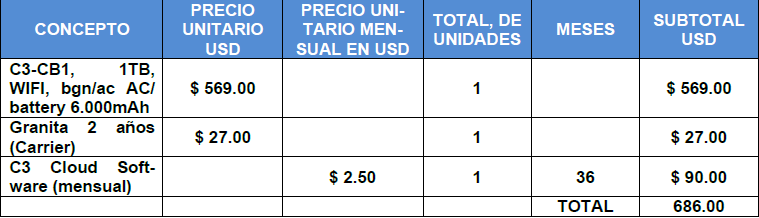 CONCEPTO PRECIO UNITARIO USD PRECIO UNI-TARIO MEN-SUAL EN USD TOTAL, DE UNIDADES MESES SUBTOTAL USD
C3-CB1, 1TB,
WIFI, bgn/ac AC/
battery 6.000mAh $ 569.00 1 $ 569.00
Granita 2 años
(Carrier) $ 27.00 1 $ 27.00
C3 Cloud Soft-
ware (mensual) $ 2.50 1 36 $ 90.00
TOTAL 686.00